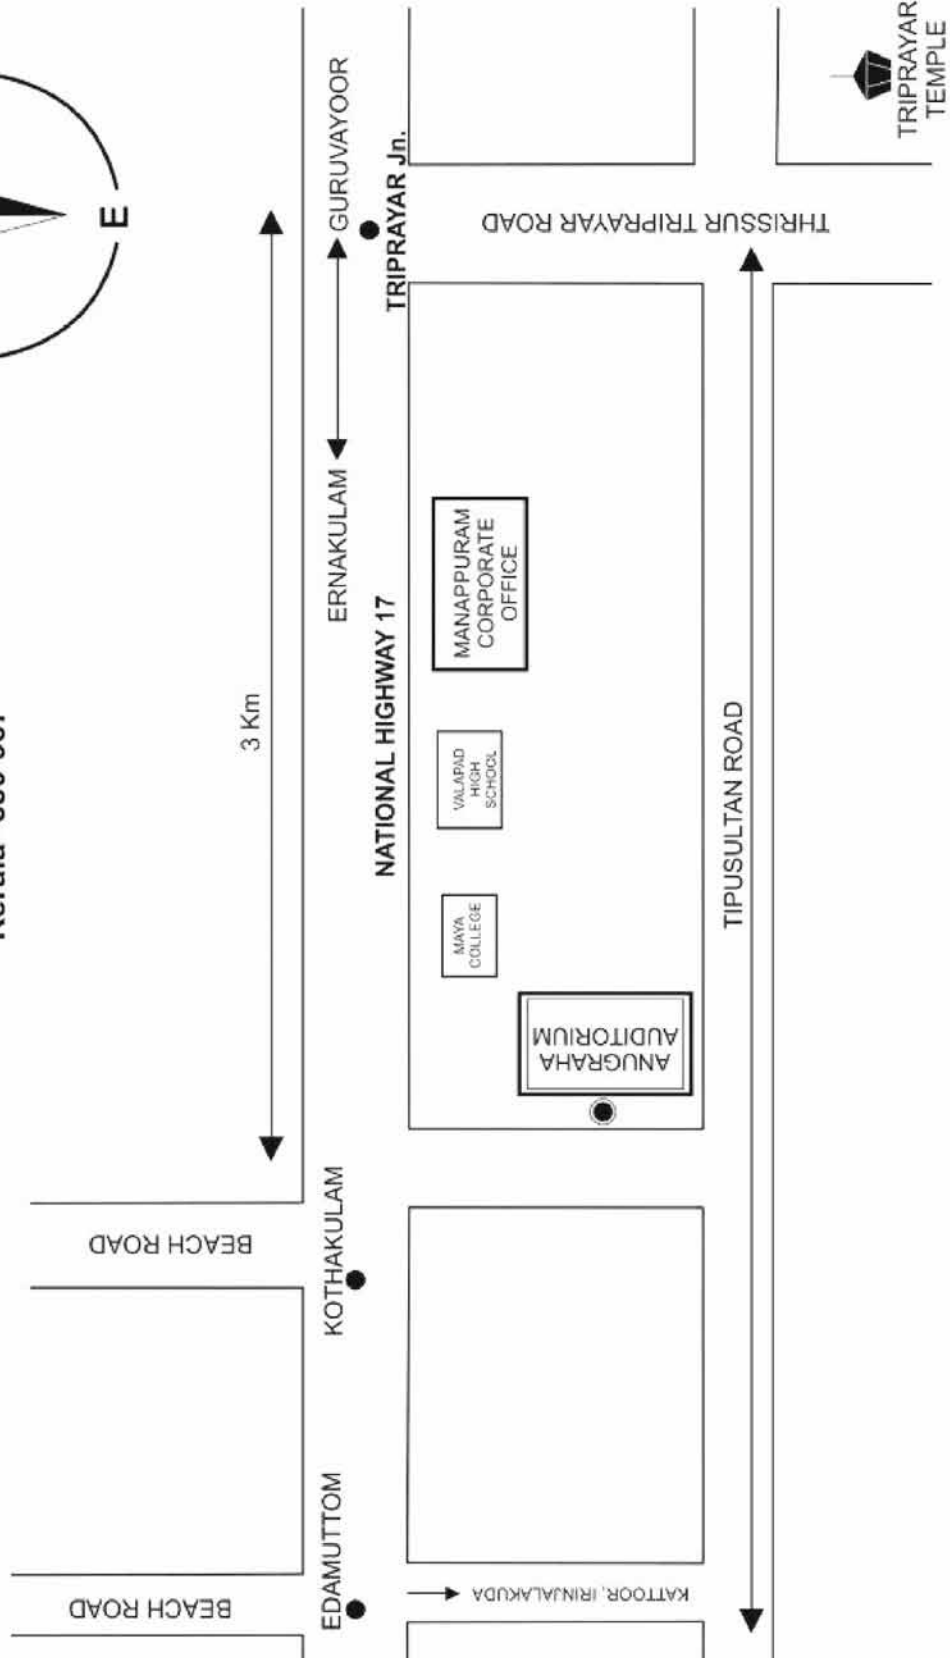 E
3 Km
GURUVAYOOR
TRIPRAYAR Jn.
ERNAKULAM
NATIONAL HIGHWAY 17
THRISSUR TRIPRAYAR ROAD
TRIPRAYAR
TEMPLE
MANAPPURAM
CORPORATE
OFFICE
VALAPAD
HIGH
SCHOOL
MAYA
COLLEGE
ANUGRAHA
AUDITORIUM
TIPUSULTAN ROAD
BEACH ROAD
KOTHAKULAM
BEACH ROAD
EDAMUTTOM
KATTOOR, IRINJALAKUDA